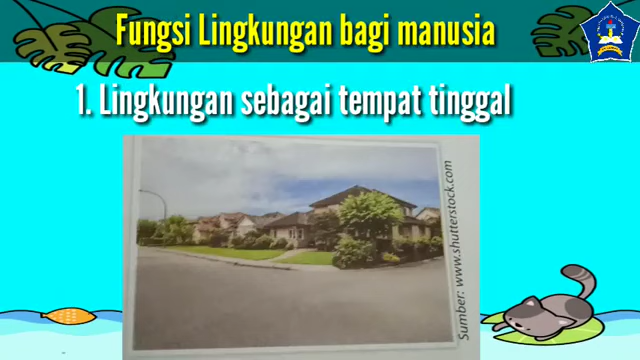 Fungsi Lingkungan bagi manusia
1. Lingkungan sebagai tempat tinggal
Sumber: www.shutterstock.com